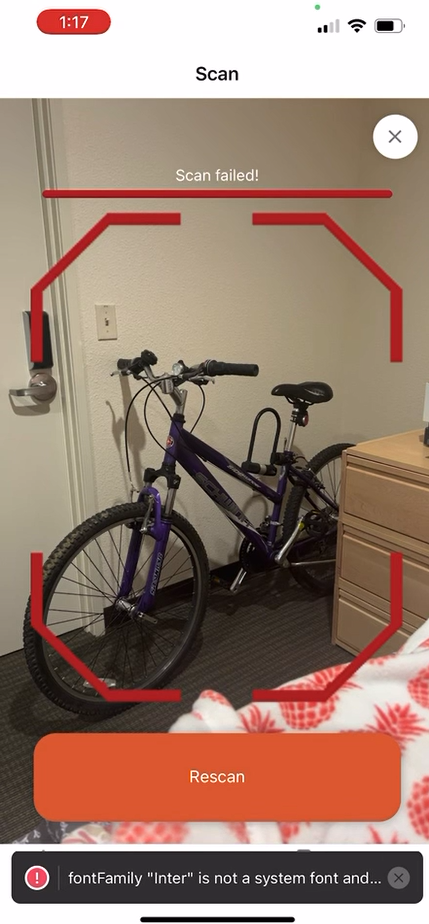 1:17
Scan
Scan failed!
Rescan
fontFamily "Inter" is not a system font and...